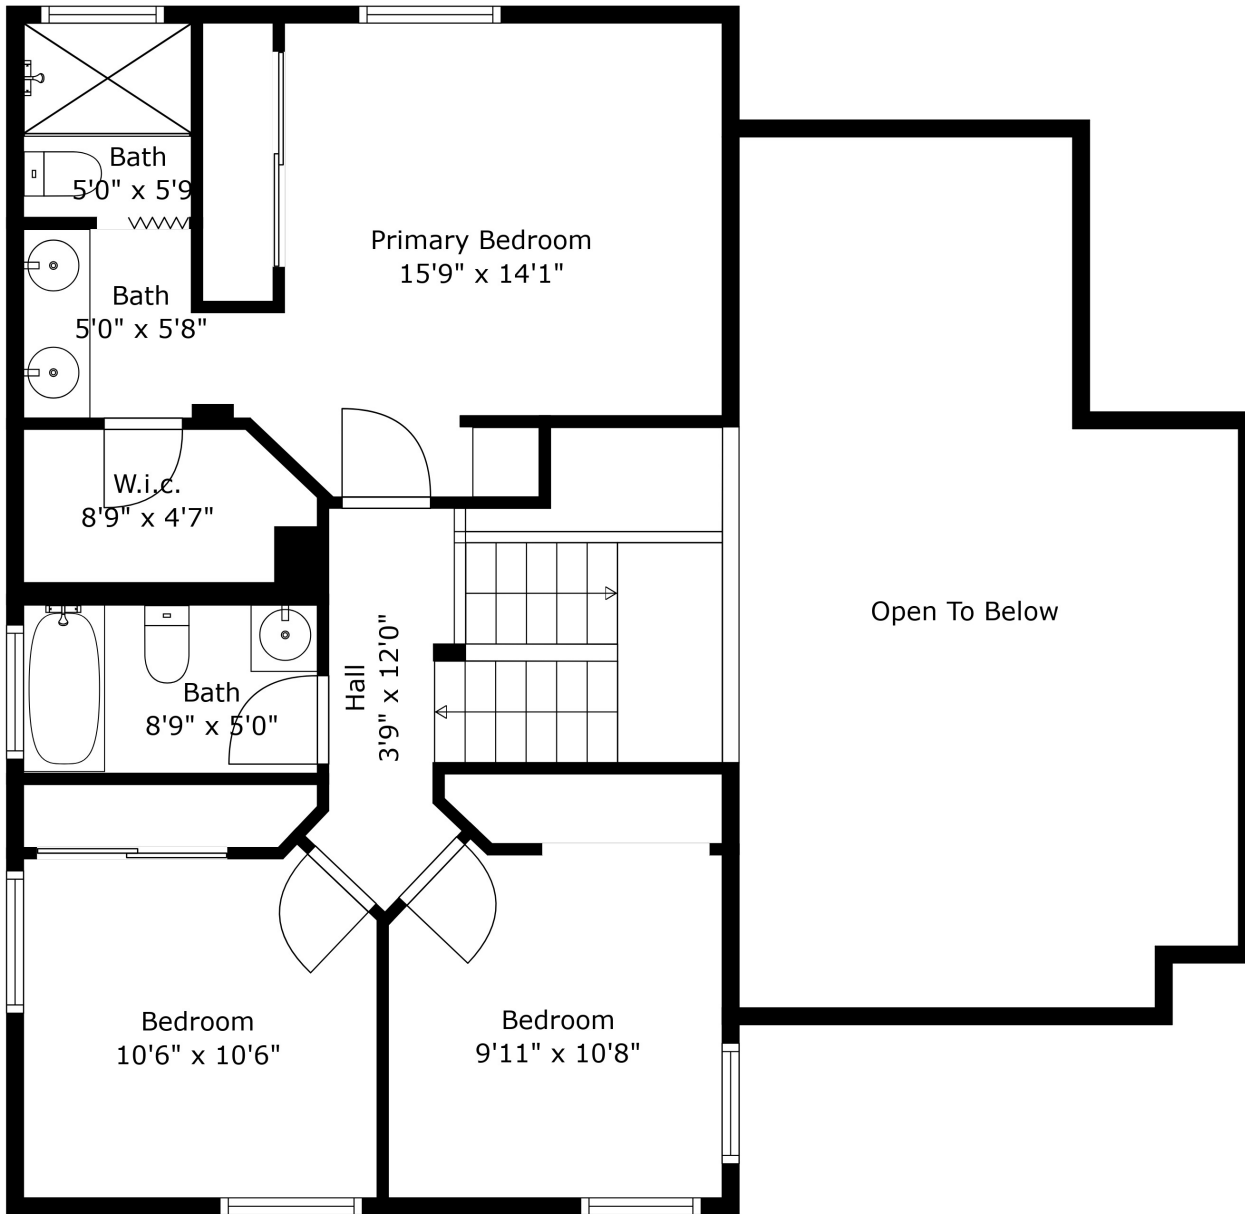 Bath
5'0" x 5'9
Primary Bedroom
15'9" x 14'1"
Bath
5'0" x 5'8"
W.i.c.
8'9" x 4'7"
Open To Below
Hall
3'9" x 12'0"
Bath
8'9" x 5'0"
Bedroom
10'6" x 10'6"
Bedroom
9'11" x 10'8"